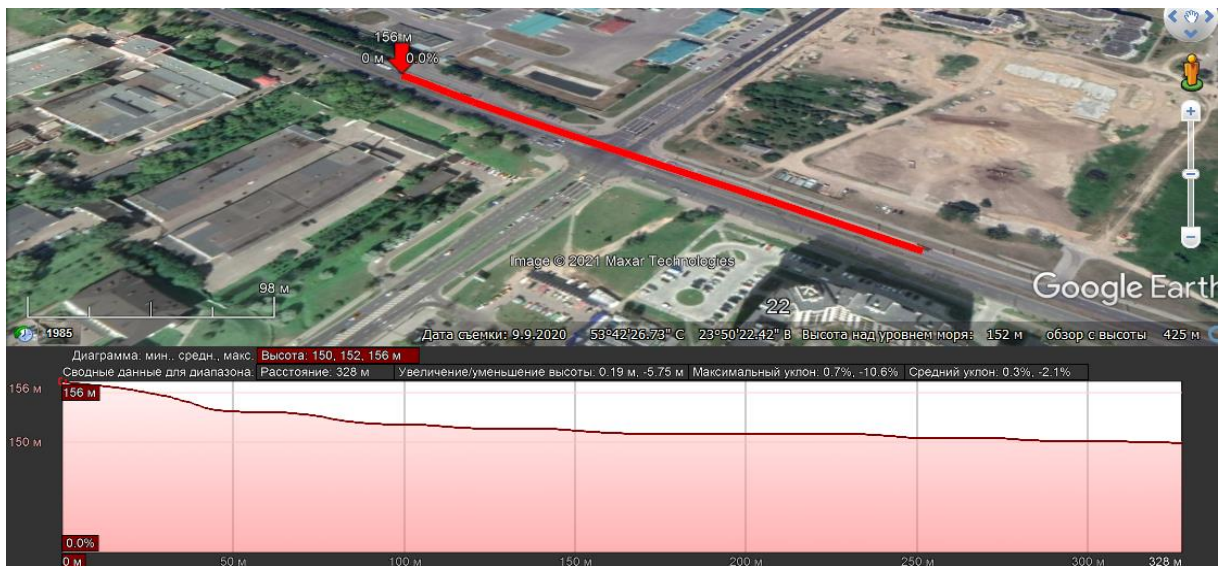 156 м
0 м 0.0%
Image © 2021 Maxar Technologies
98 м
22
Google Earth
1985
Дата съемки: 9.9.2020 53°42'26.73" С 23°50'22.42" В Высота над уровнем моря: 152 м обзор с высоты 425 м
Диаграмма: мин., средн., макс. Высота: 150, 152, 156 м
Сводные данные для диапазона: Расстояние: 328 м Увеличение/уменьшение высоты: 0.19 м, -5.75 м Максимальный уклон: 0.7%, -10.6% Средний уклон: 0.3%, -2.1%
156 м 156 м
150 м
0.0%
0 м 50 м 100 м 150 м 200 м 250 м 300 м 328 м